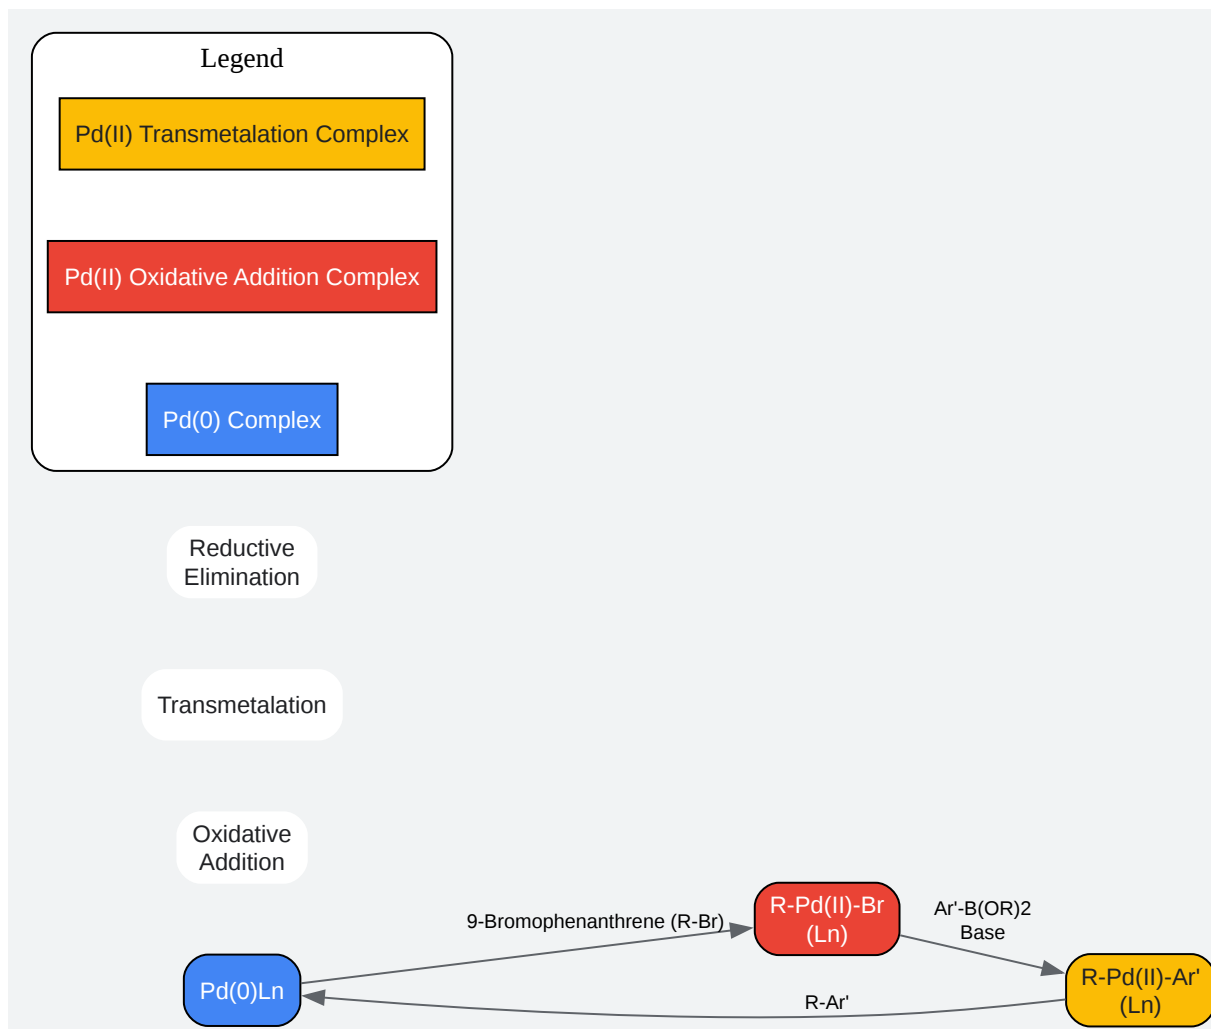 Legend
Pd(II) Transmetalation Complex
Pd(II) Oxidative Addition Complex
Pd(0) Complex
Reductive
Elimination
Transmetalation
Oxidative
Addition
9-Bromophenanthrene (R-Br)
R-Pd(II)-Br
(Ln)
Ar'-B(OR)2
Base
Pd(0)Ln
R-Ar'
R-Pd(II)-Ar'
(Ln)